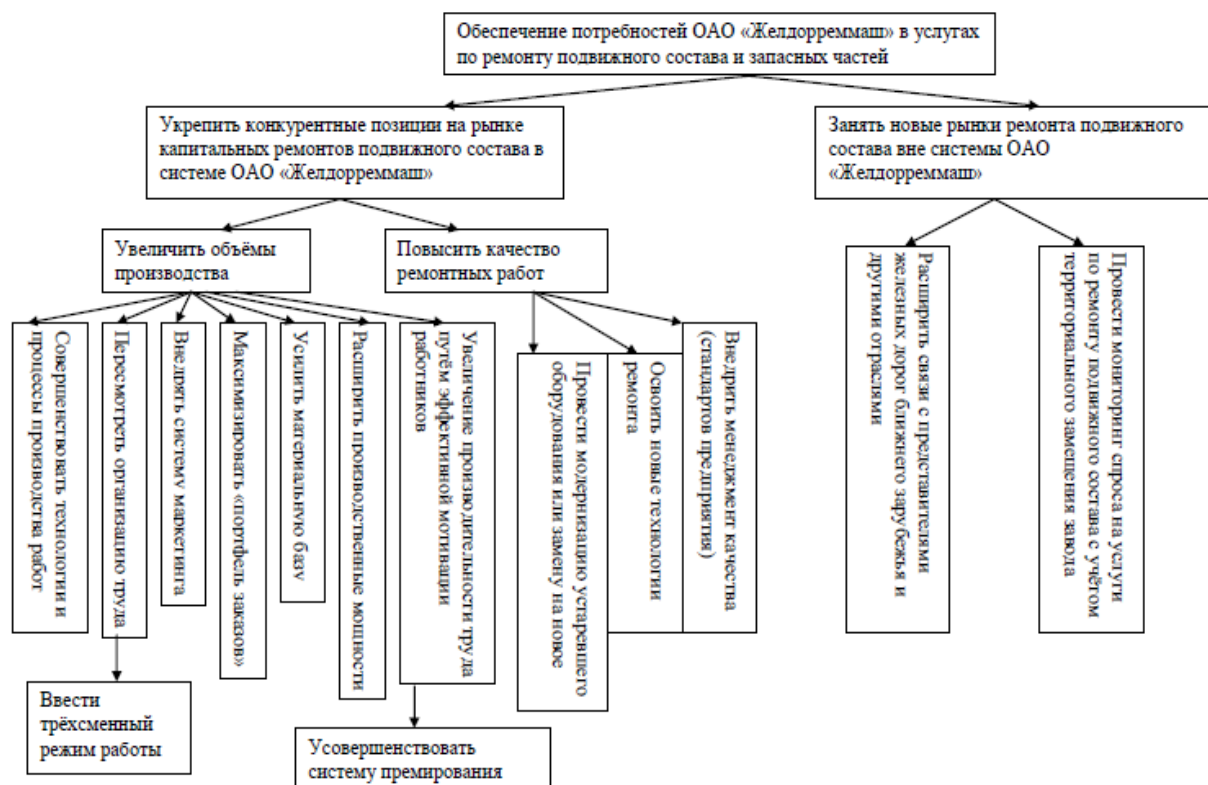 Обеспечение потребностей ОАО «Желдорреммаш» в услугах
по ремонту подвижного состава и запасных частей
Укрепить конкурентные позиции на рынке
капитальных ремонтов подвижного состава в
системе ОАО «Желдорреммаш»
Занять новые рынки ремонта подвижного
состава вне системы ОАО
«Желдорреммаш»
Увеличить объёмы
производства
Повысить качество
ремонтных работ
Совершенствовать технологии и
процессы производства работ
Пересмотреть организацию труда
Внедрять систему маркетинга
Максимизировать «портфель заказов»
Усилить материальную базу
Расширить производственные мощности
Увеличение производительности труда
путём эффективной мотивации
работников
Провести модернизацию устаревшего
оборудования или замену на новое
Освоить новые технологии
ремонта
Внедрить менеджмент качества
(стандартов предприятия)
Расширить связи с представителями
железных дорог ближнего зарубежья и
другими отраслями
Провести мониторинг спроса на услуги
по ремонту подвижного состава с учётом
территориального замещения завода
Ввести
трёхсменный
режим работы
Усовершенствовать
систему премирования